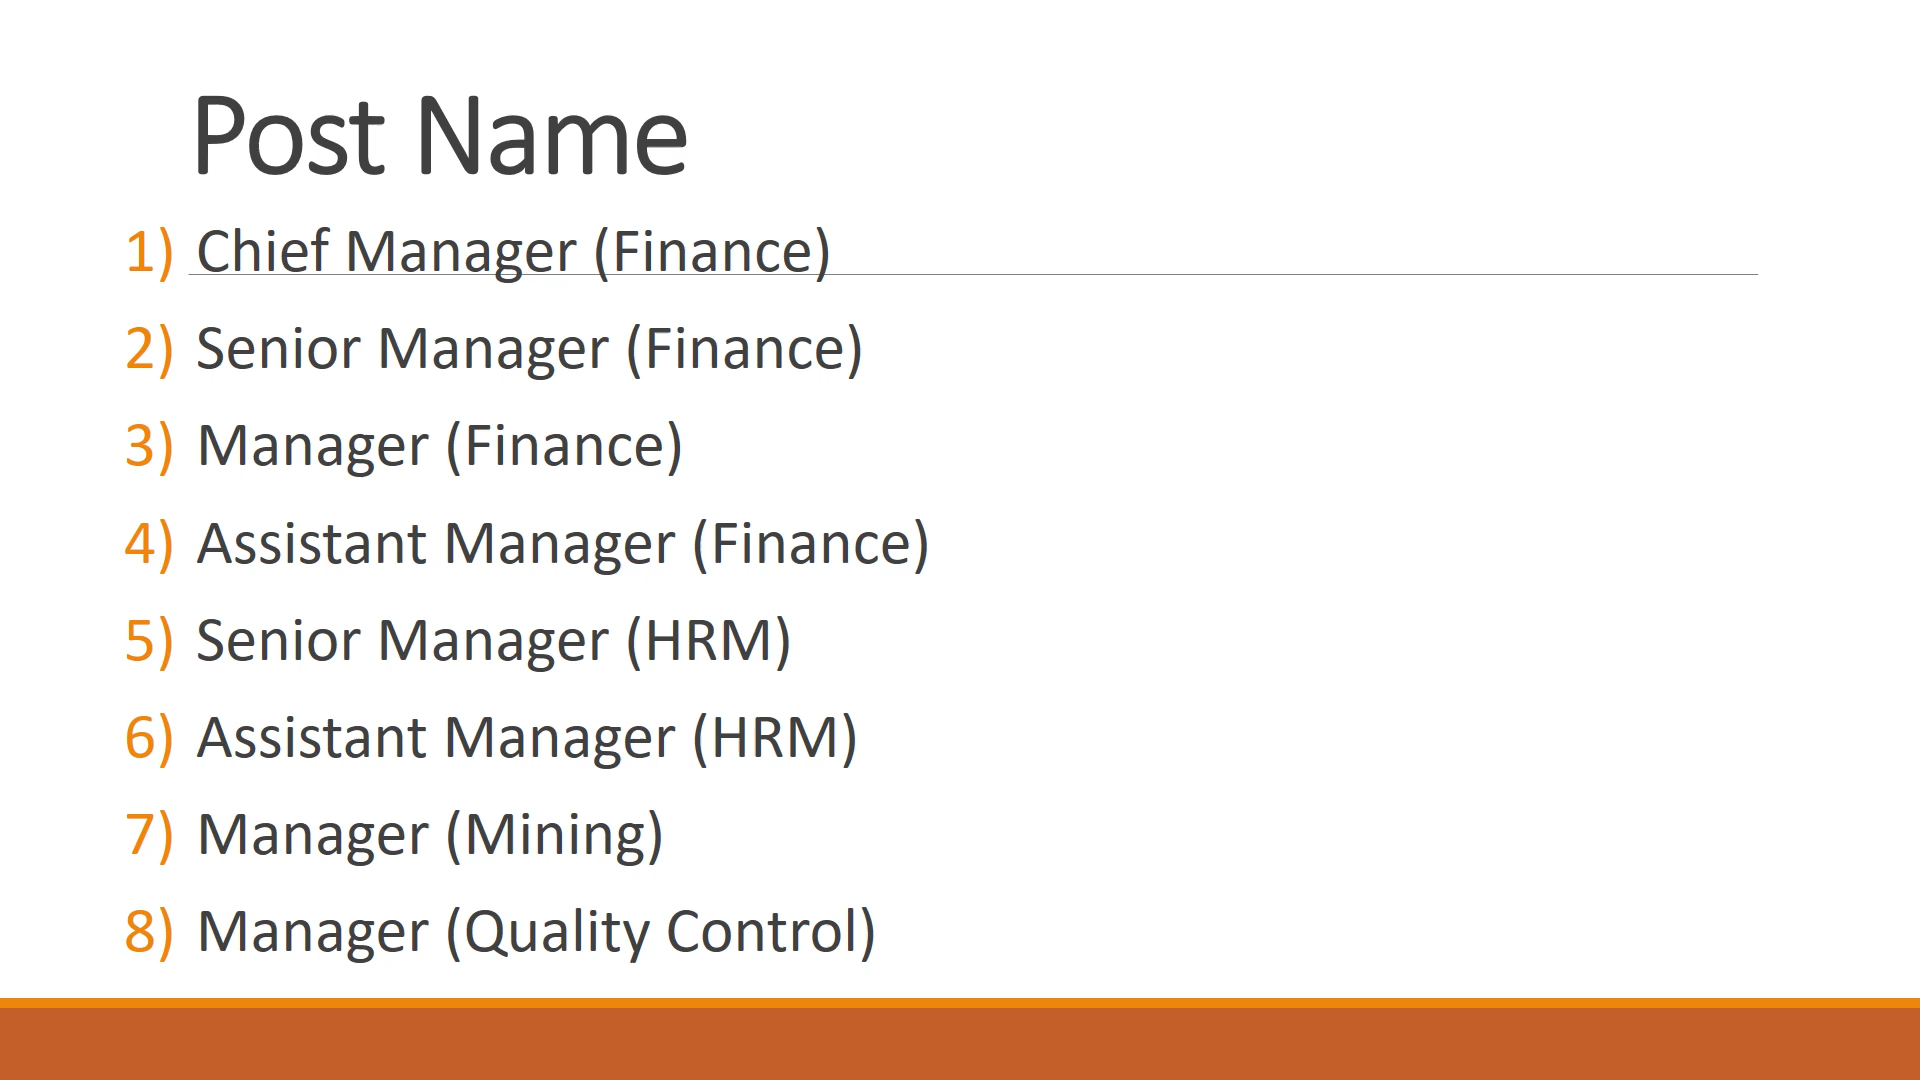 Post Name
1) Chief Manager (Finance)
2) Senior Manager (Finance)
3) Manager (Finance)
4) Assistant Manager (Finance)
5) Senior Manager (HRM)
6) Assistant Manager (HRM)
7) Manager (Mining)
8) Manager (Quality Control)